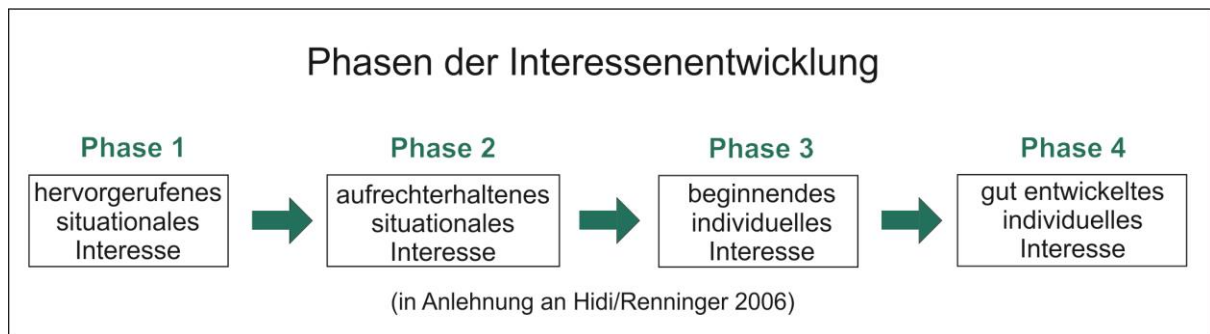 Phasen der Interessenentwicklung
Phase 1
hervorgerufenes
situationales
Interesse
Phase 2
aufrechterhaltenes
situationales
Interesse
Phase 3
beginnendes
individuelles
Interesse
Phase 4
gut entwickeltes
individuelles
Interesse
(in Anlehnung an Hidi/Renninger 2006)